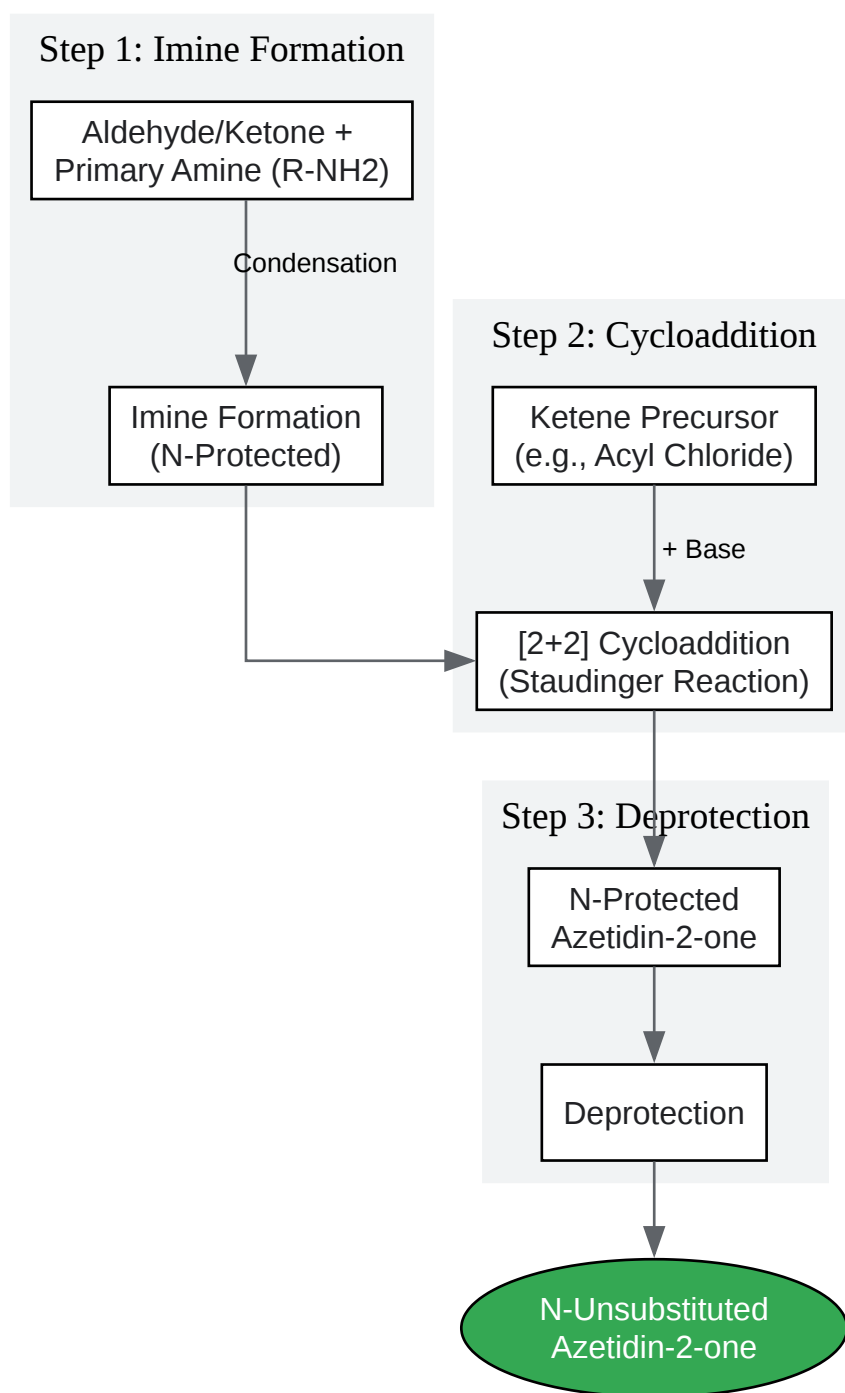 Step 1: Imine Formation
Aldehyde/Ketone +
Primary Amine (R-NH2)
Condensation
Imine Formation
(N-Protected)
Step 2: Cycloaddition
Ketene Precursor
(e.g., Acyl Chloride)
+ Base
[2+2] Cycloaddition
(Staudinger Reaction)
Step 3: Deprotection
N-Protected
Azetidin-2-one
Deprotection
N-Unsubstituted
Azetidin-2-one